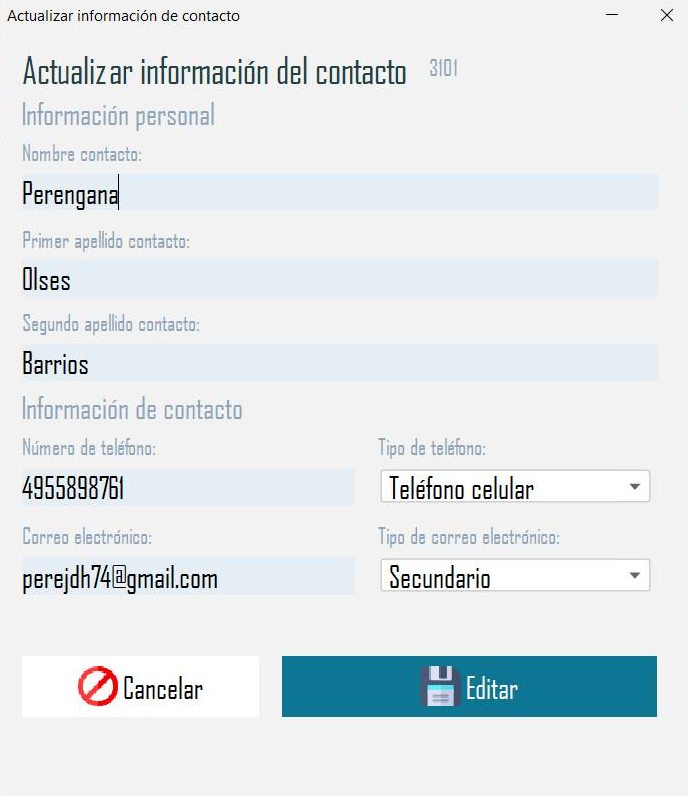 Actualizar información de contacto
Actualizar información del contacto 3101
Información personal
Nombre contacto:
Perengana
Primer apellido contacto:
Olses
Segundo apellido contacto:
Barrios
Información de contacto
Número de teléfono: Tipo de teléfono:
4955898761 Teléfono celular
Correo electrónico: Tipo de correo electrónico:
perejdh74@gmail.com Secundario
Cancelar Editar